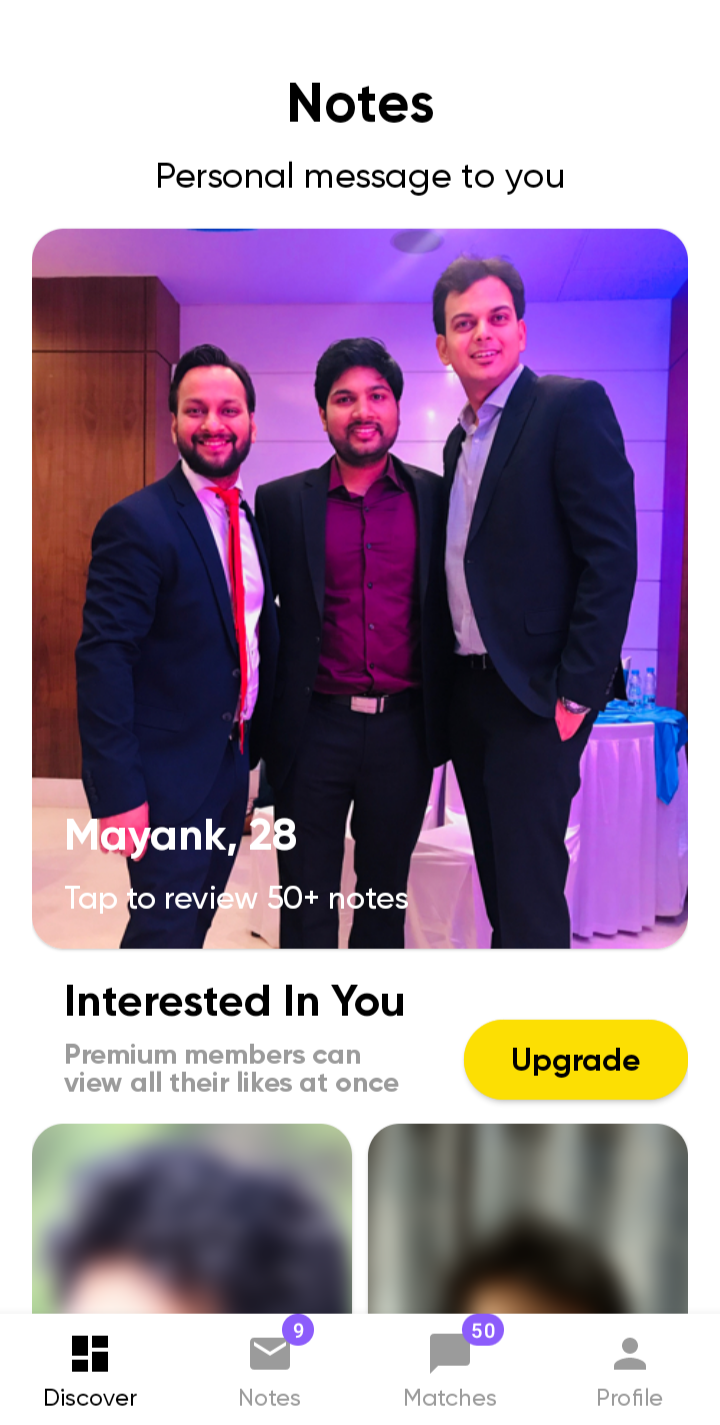 Notes
Personal message to you
Mayank, 28
Tap to review 50+ notes
Interested In You
Premium members can
view all their likes at once
Upgrade
9
50
Discover
Notes
Matches
Profile